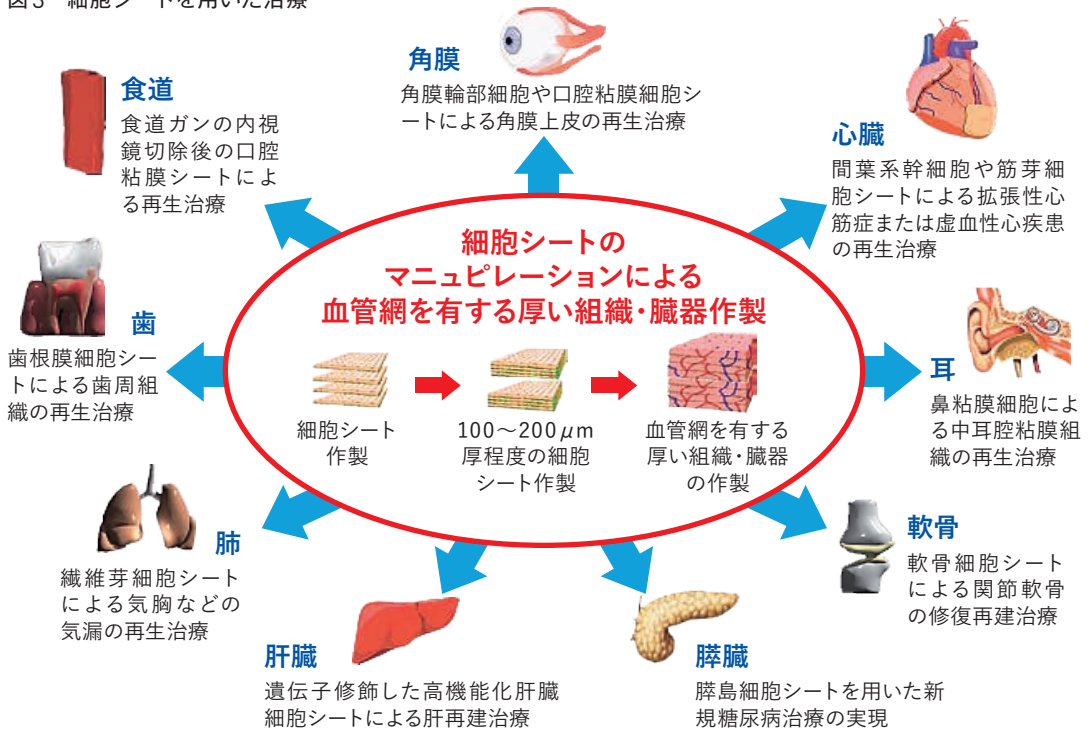 図3 細胞シートを用いた治療
角膜
角膜輪部細胞や口腔粘膜細胞シ
ートによる角膜上皮の再生治療
食道
食道ガンの内視
鏡切除後の口腔
粘膜シートによ
る再生治療
心臓
間葉系幹細胞や筋芽細
胞シートによる拡張性心
筋症または虚血性心疾患
の再生治療
細胞シートの
マニュピレーションによる
血管網を有する厚い組織・臓器作製
細胞シート
作製
100〜200μm
厚程度の細胞
シート作製
血管網を有する
厚い組織・臓器
の作製
歯
歯根膜細胞シー
トによる歯周組
織の再生治療
耳
鼻粘膜細胞によ
る中耳腔粘膜組
織の再生治療
肺
繊維芽細胞シート
による気胸などの
気漏の再生治療
軟骨
軟骨細胞シート
による関節軟骨
の修復再建治療
肝臓
遺伝子修飾した高機能化肝臓
細胞シートによる肝再建治療
膵臓
膵島細胞シートを用いた新
規糖尿病治療の実現